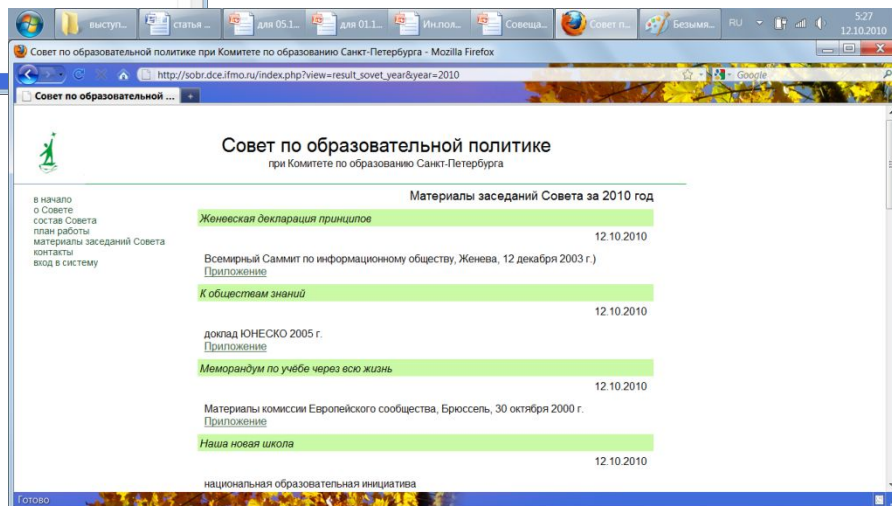 выступ...
статья ...
для 05.1...
для 01.1...
Ин.пол...
Совеща...
Совет п...
Безымя...
RU
5:27
12.10.2010
Совет по образовательной политике при Комитете по образованию Санкт-Петербурга - Mozilla Firefox
http://sobr.dce.ifmo.ru/index.php?view=result_sovet_year&year=2010
Google
Совет по образовательной ...
Совет по образовательной политике
при Комитете по образованию Санкт-Петербурга
в начало
о Совете
состав Совета
план работы
материалы заседаний Совета
контакты
вход в систему
Материалы заседаний Совета за 2010 год
Женевская декларация принципов
12.10.2010
Всемирный Саммит по информационному обществу, Женева, 12 декабря 2003 г.)
Приложение
К обществам знаний
12.10.2010
доклад ЮНЕСКО 2005 г.
Приложение
Меморандум по учёбе через всю жизнь
12.10.2010
Материалы комиссии Европейского сообщества, Брюссель, 30 октября 2000 г.
Приложение
Наша новая школа
12.10.2010
национальная образовательная инициатива
Готово